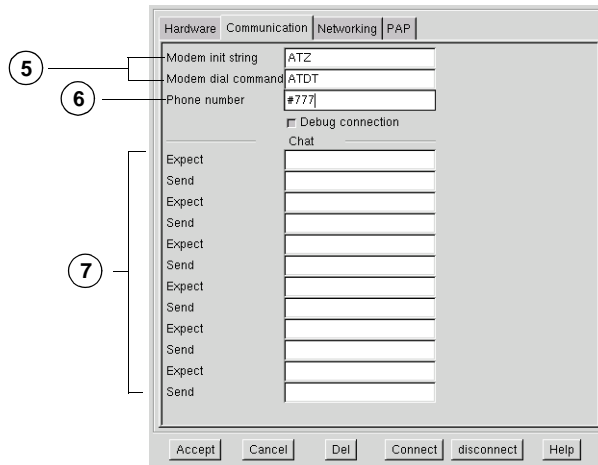 Hardware Communication Networking PAP
5 Modem init string ATZ
Modem dial command ATDT
6 Phone number #777
Debug connection
Chat
Expect
Send
Expect
Send
Expect
7 Send
Expect
Send
Expect
Send
Expect
Send
Accept Cancel Del Connect disconnect Help